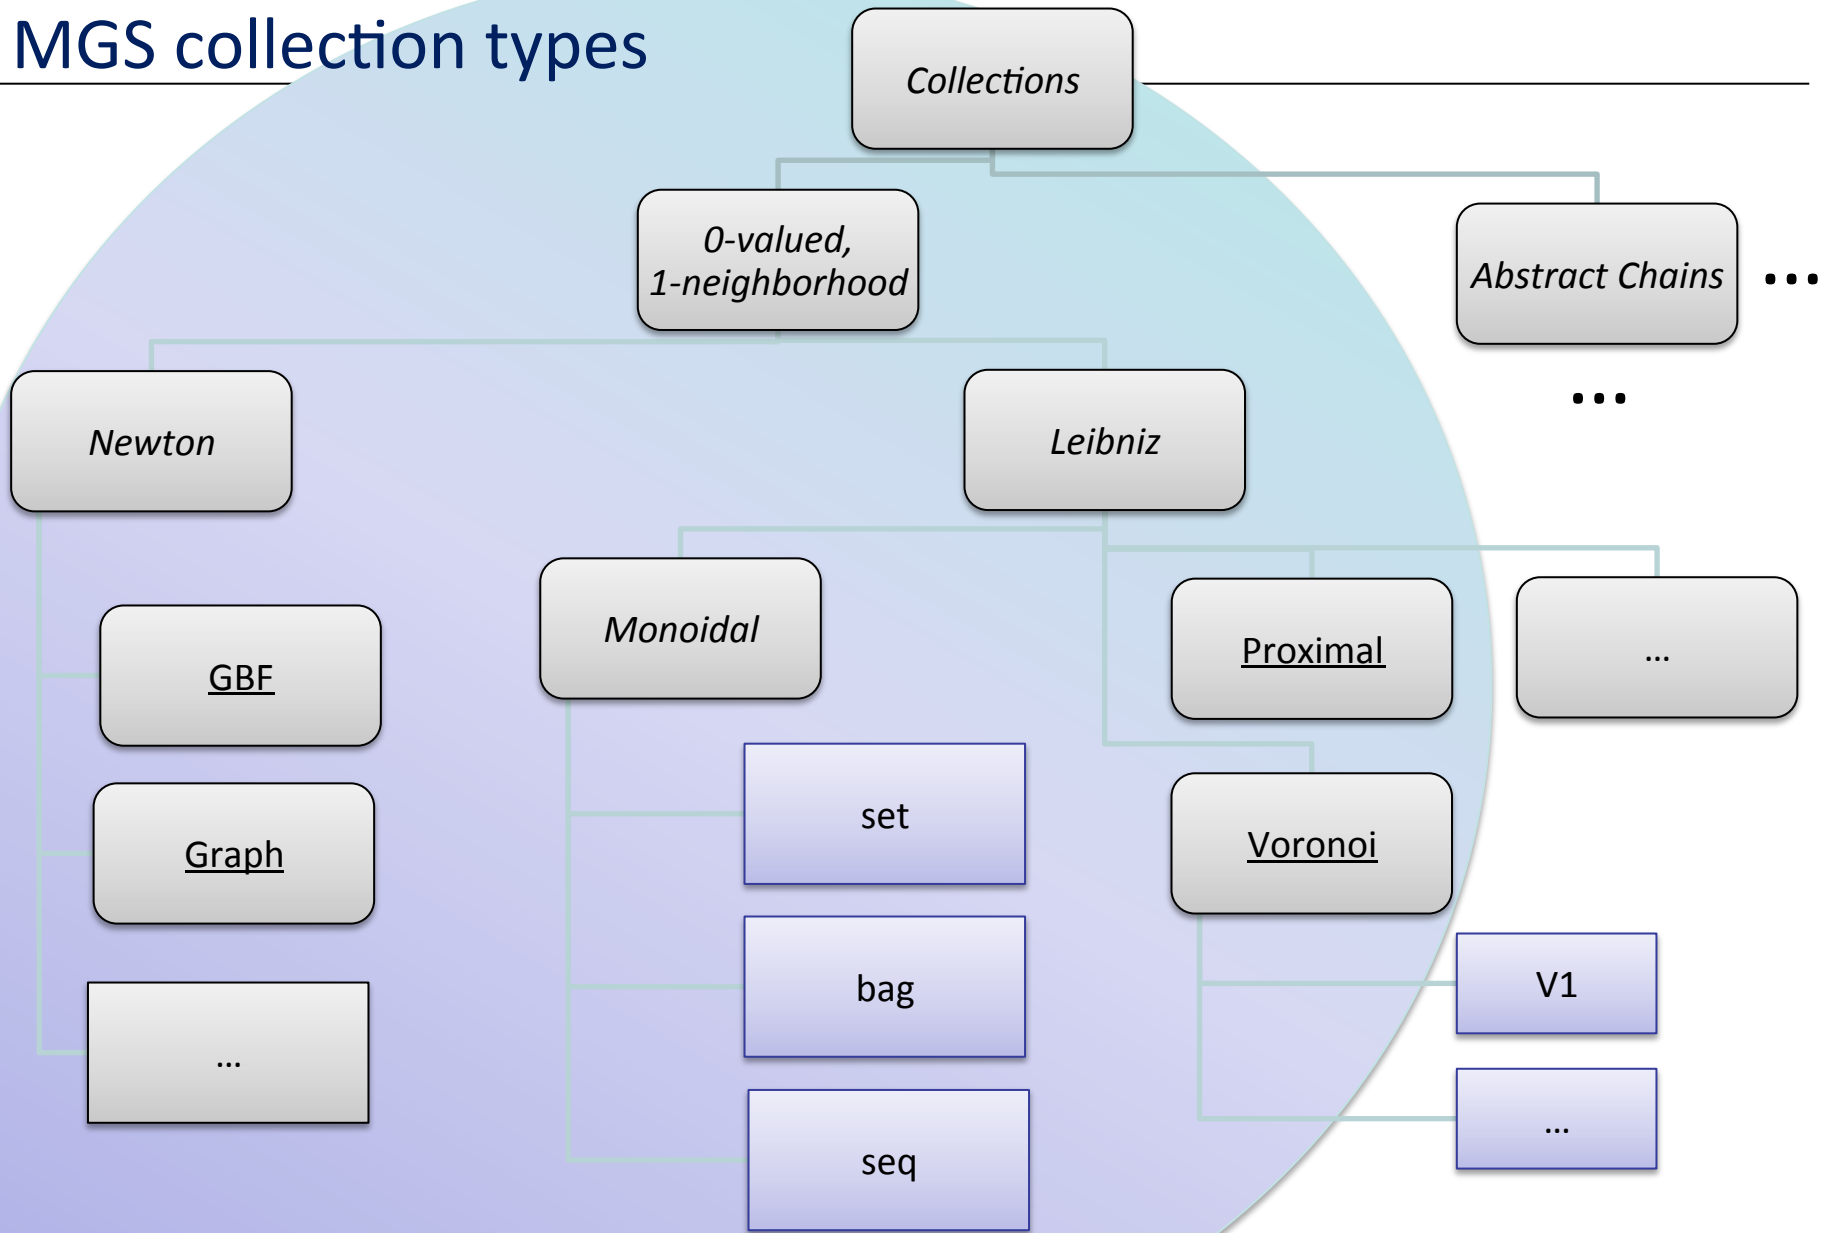 MGS collection types
Collections
0-valued,
1-neighborhood
Abstract Chains
...
...
Newton
Leibniz
Monoidal
Proximal
...
GBF
Graph
...
set
bag
seq
Voronoi
V1
...